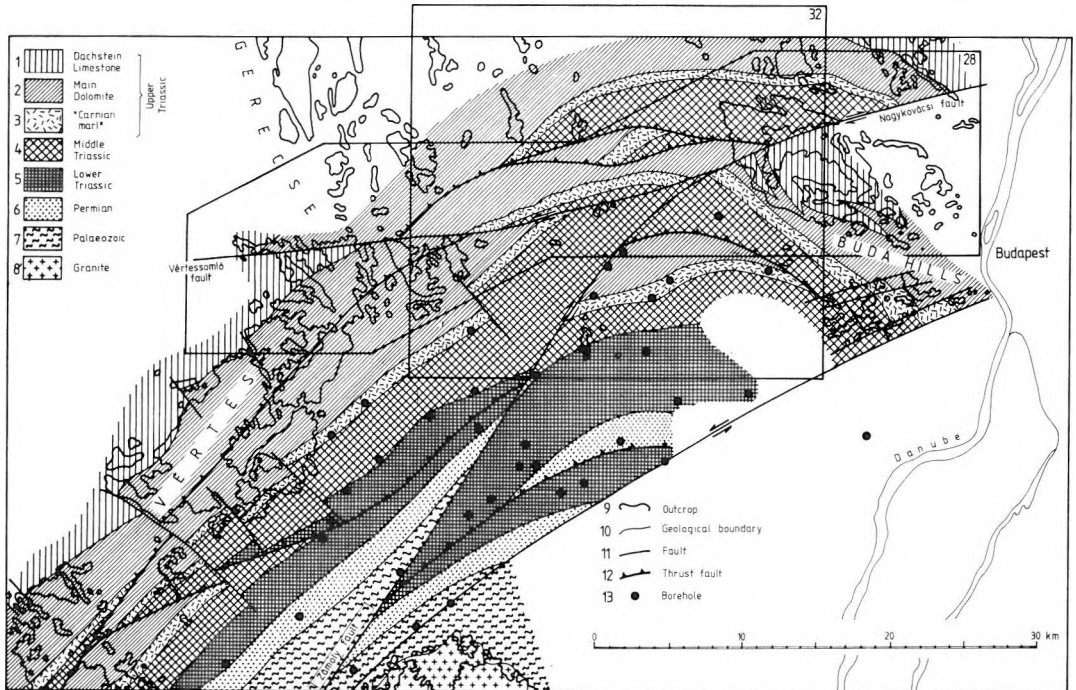 32
28
1 Dachstein
Limestone
2 Main
Dolomite
3 "Carnian
marl"
Upper
Triassic
4 Middle
Triassic
5 Lower
Triassic
6 Permian
7 Palaeozoic
8 Granite
GERECSE
Nagykovácsi fault
Vértessomló
fault
BUDA HILLS
Budapest
VÉRTES
Danube
Zámoly fault
9 Outcrop
10 Geological boundary
11 Fault
12 Thrust fault
13 Borehole
0 10 20 30 km